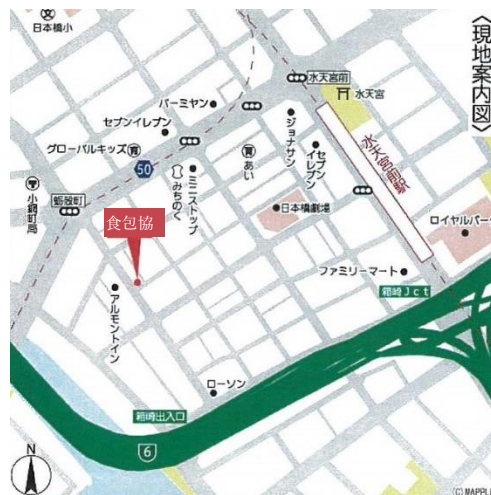 日本橋小
〈現地案内図〉
水天宮前
水天宮
バーミヤン
セブンイレブン
ジョナサン
セブン
イレブン
水天宮前駅
グローバルキッズ
あい
50
みちのく
ミニストップ
小網町局
蛎殻町
日本橋劇場
ロイヤルパー
食包協
ファミリーマート
箱崎Jct
アルモントイン
ローソン
箱崎出入口
6
N
(C)MAPPL